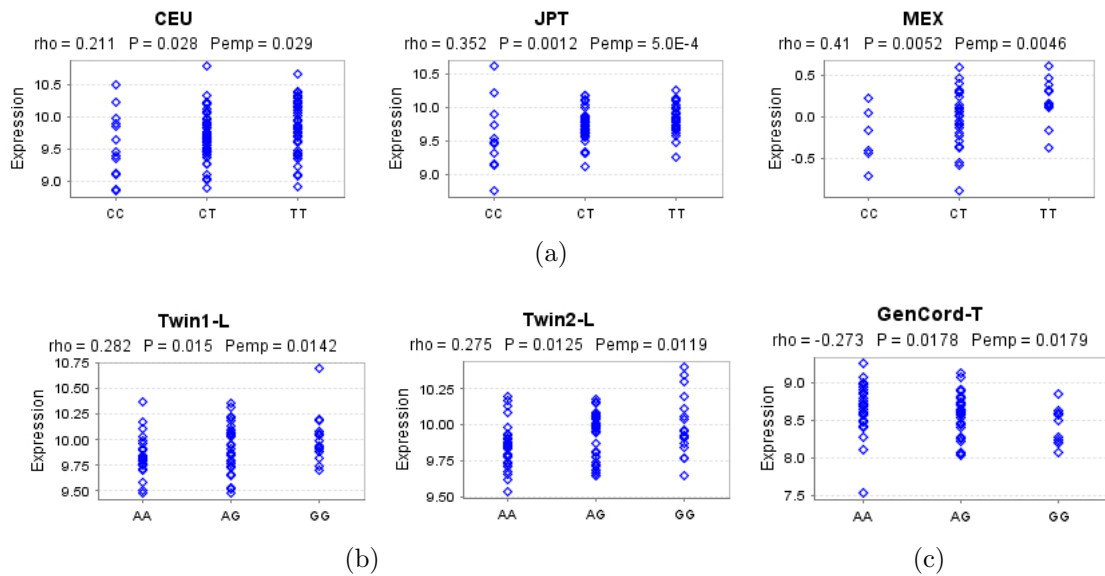 CEU
rho = 0.211 P = 0.028 Pemp = 0.029
Expression
10.5
10.0
9.5
9.0
CC CT TT
JPT
rho = 0.352 P = 0.0012 Pemp = 5.0E-4
Expression
10.5
10.0
9.5
9.0
CC CT TT
MEX
rho = 0.41 P = 0.0052 Pemp = 0.0046
Expression
0.5
0.0
-0.5
CC CT TT
(a)
Twin1-L
rho = 0.282 P = 0.015 Pemp = 0.0142
Expression
10.75
10.50
10.25
10.00
9.75
9.50
AA AG GG
Twin2-L
rho = 0.275 P = 0.0125 Pemp = 0.0119
Expression
10.25
10.00
9.75
9.50
AA AG GG
(b)
GenCord-T
rho = -0.273 P = 0.0178 Pemp = 0.0179
Expression
9.0
8.5
8.0
7.5
AA AG GG
(c)